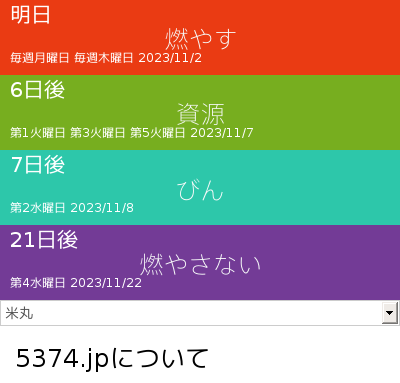 明日
燃やす
毎週月曜日 毎週木曜日 2023/11/2
6日後
資源
第1火曜日 第3火曜日 第5火曜日 2023/11/7
7日後
びん
第2水曜日 2023/11/8
21日後
燃やさない
第4水曜日 2023/11/22
米丸
5374.jpについて